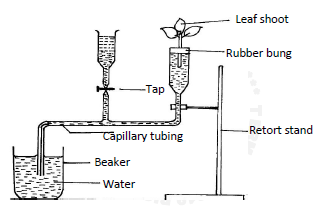 Leaf shoot
Rubber bung
Tap
Capillary tubing
Retort stand
Beaker
Water